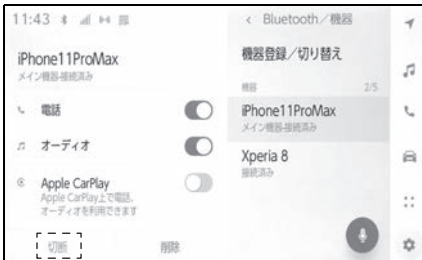 11:43
iPhone11ProMax
メイン機器-接続済み
電話
オーディオ
Apple CarPlay
Apple CarPlay上で電話、
オーディオを利用できます
切断
削除
< Bluetooth／機器
機器登録／切り替え
機器 2/5
iPhone11ProMax
メイン機器-接続済み
Xperia 8
接続済み